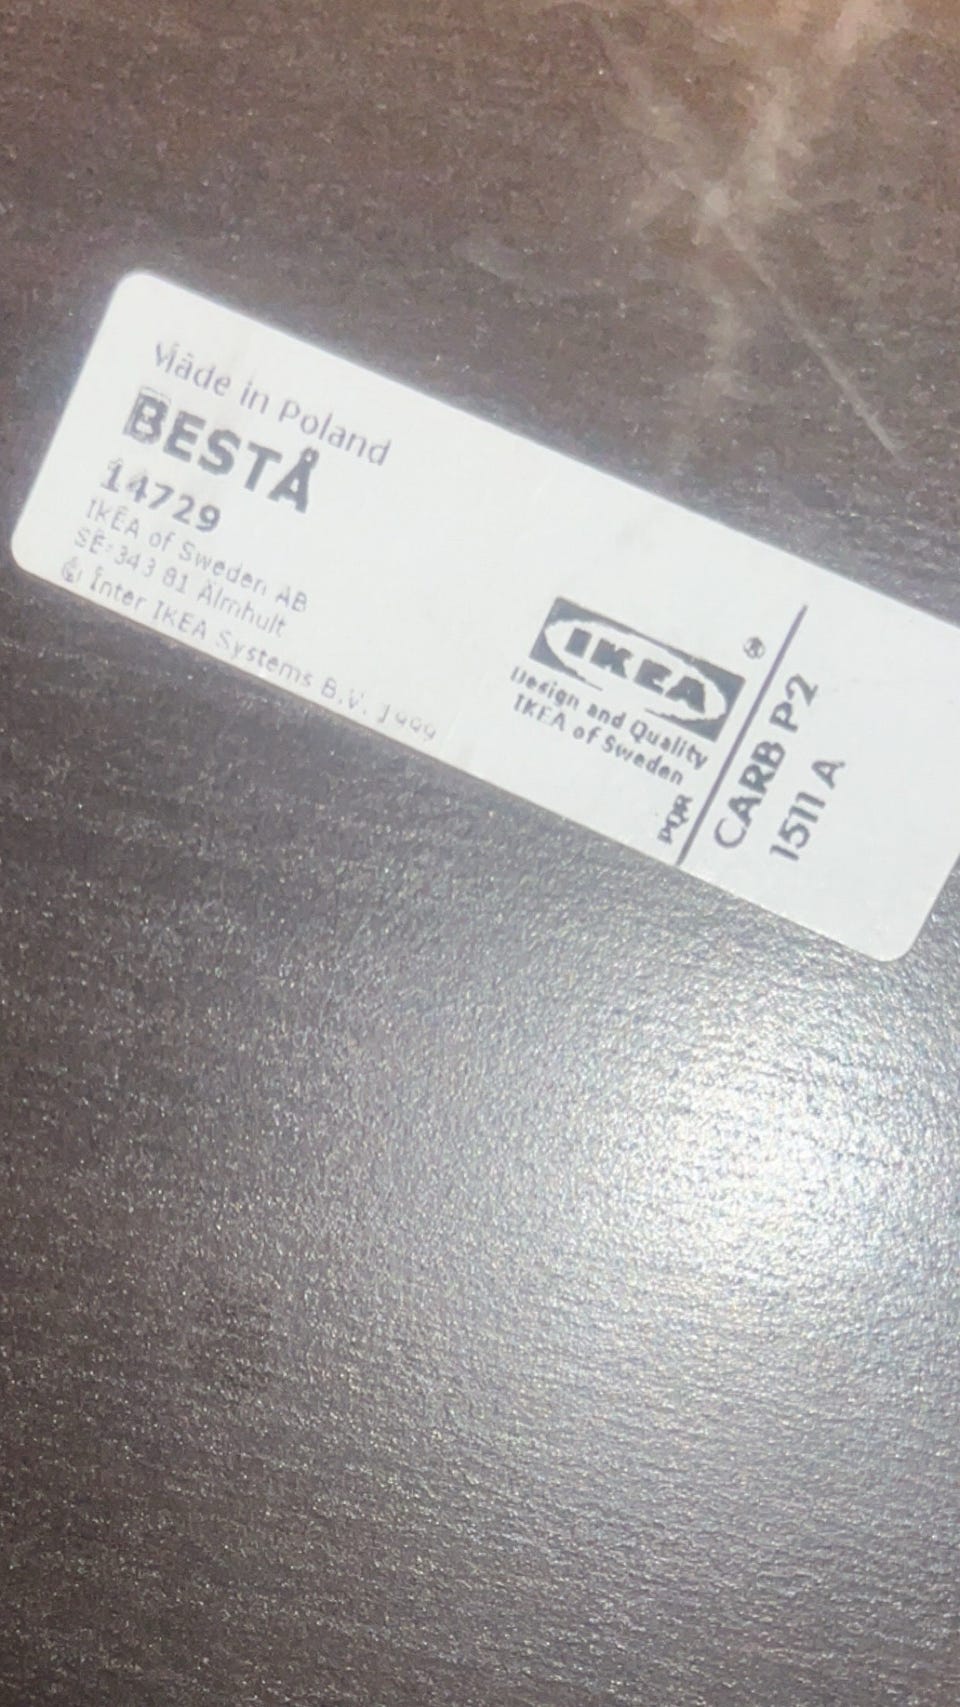 Made in Poland
BESTÅ
14729
IKEA of Sweden AB
SE-343 81 Älmhult
© Inter IKEA Systems B.V. 1999
IKEA®
Design and Quality
IKEA of Sweden
CARB P2
1511 A